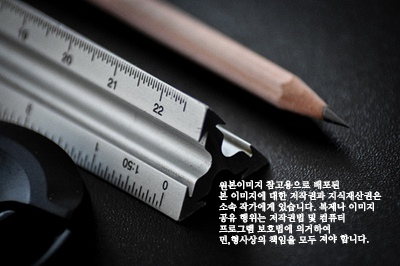 20
21
22
1:50
0
원본이미지 참고용으로 배포된
본 이미지에 대한 저작권과 지식재산권은
소속 작가에게 있습니다. 복제나 이미지
공유 행위는 저작권법 및 컴퓨터
프로그램 보호법에 의거하여
민,형사상의 책임을 모두 져야 합니다.